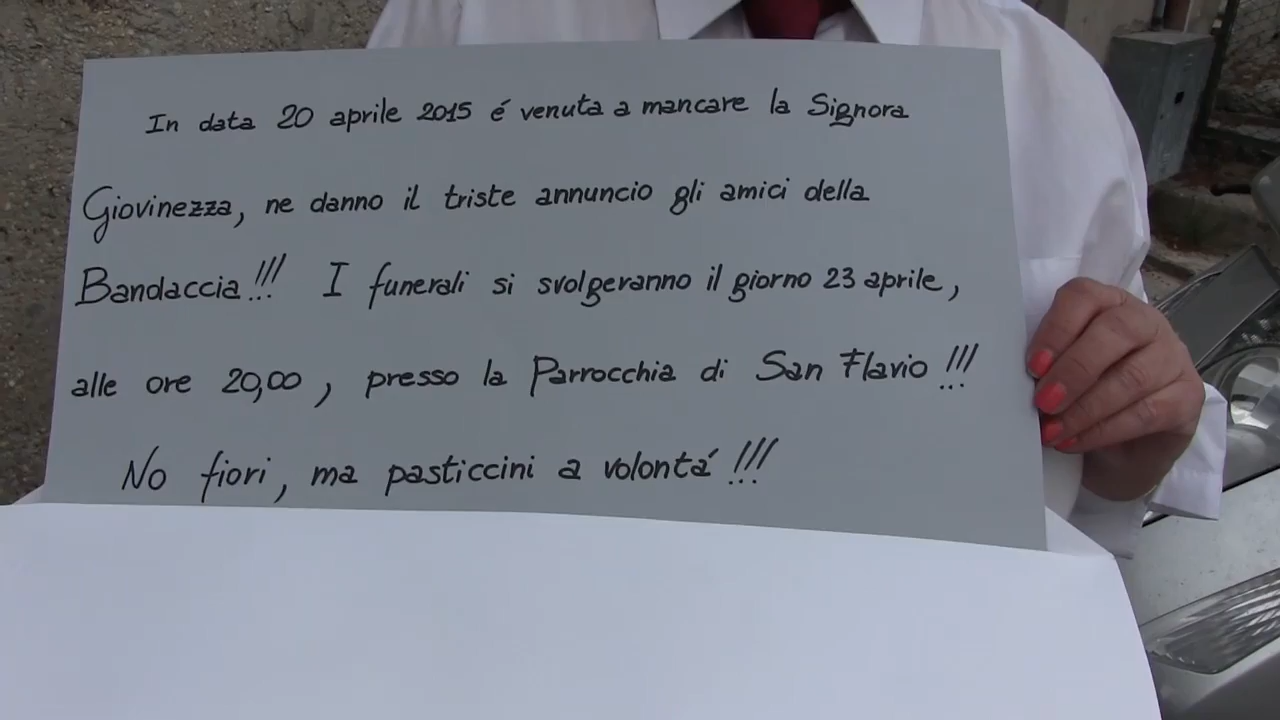 In data 20 aprile 2015 é venuta a mancare la Signora
Giovinezza, ne danno il triste annuncio gli amici della
Bandaccia!!! I funerali si svolgeranno il giorno 23 aprile,
alle ore 20,00, presso la Parrocchia di San Flavio!!!
No fiori, ma pasticcini a volontá!!!